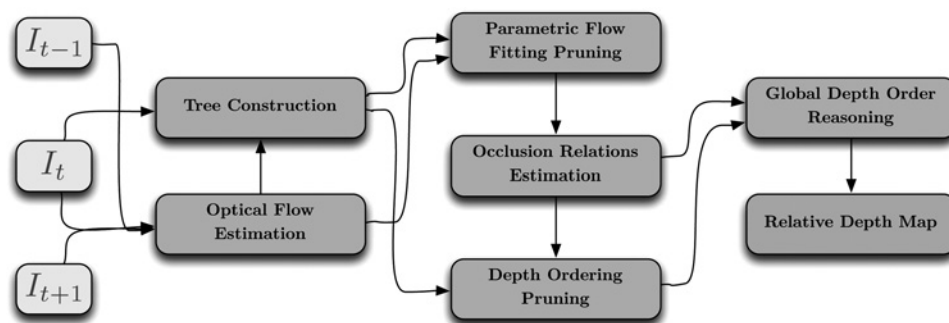 I_{t-1}
I_t
I_{t+1}
Tree Construction
Optical Flow
Estimation
Parametric Flow
Fitting Pruning
Occlusion Relations
Estimation
Depth Ordering
Pruning
Global Depth Order
Reasoning
Relative Depth Map